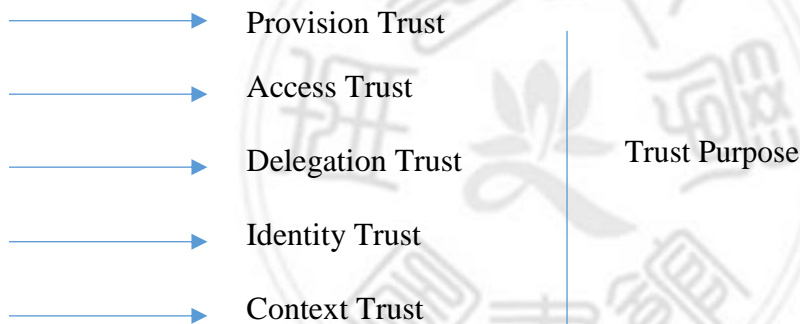 Provision Trust
Access Trust
Delegation Trust
Trust Purpose
Identity Trust
Context Trust